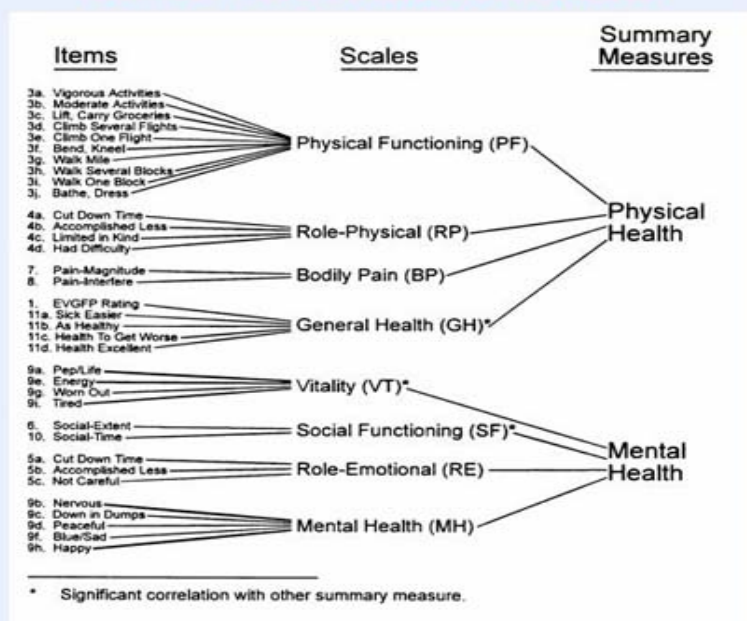 Items
Scales
Summary
Measures
3a. Vigorous Activities
3b. Moderate Activities
3c. Lift, Carry Groceries
3d. Climb Several Flights
3e. Climb One Flight
3f. Bend, Kneel
3g. Walk Mile
3h. Walk Several Blocks
3i. Walk One Block
3j. Bathe, Dress
Physical Functioning (PF)
4a. Cut Down Time
4b. Accomplished Less
4c. Limited in Kind
4d. Had Difficulty
Role-Physical (RP)
7. Pain-Magnitude
8. Pain-Interfere
Bodily Pain (BP)
1. EVGFP Rating
11a. Sick Easier
11b. As Healthy
11c. Health To Get Worse
11d. Health Excellent
General Health (GH)*
Physical
Health
9a. Pep/Life
9e. Energy
9g. Worn Out
9i. Tired
Vitality (VT)*
6. Social-Extent
10. Social-Time
Social Functioning (SF)*
5a. Cut Down Time
5b. Accomplished Less
5c. Not Careful
Role-Emotional (RE)
9b. Nervous
9c. Down in Dumps
9d. Peaceful
9f. Blue/Sad
9h. Happy
Mental Health (MH)
Mental
Health
* Significant correlation with other summary measure.